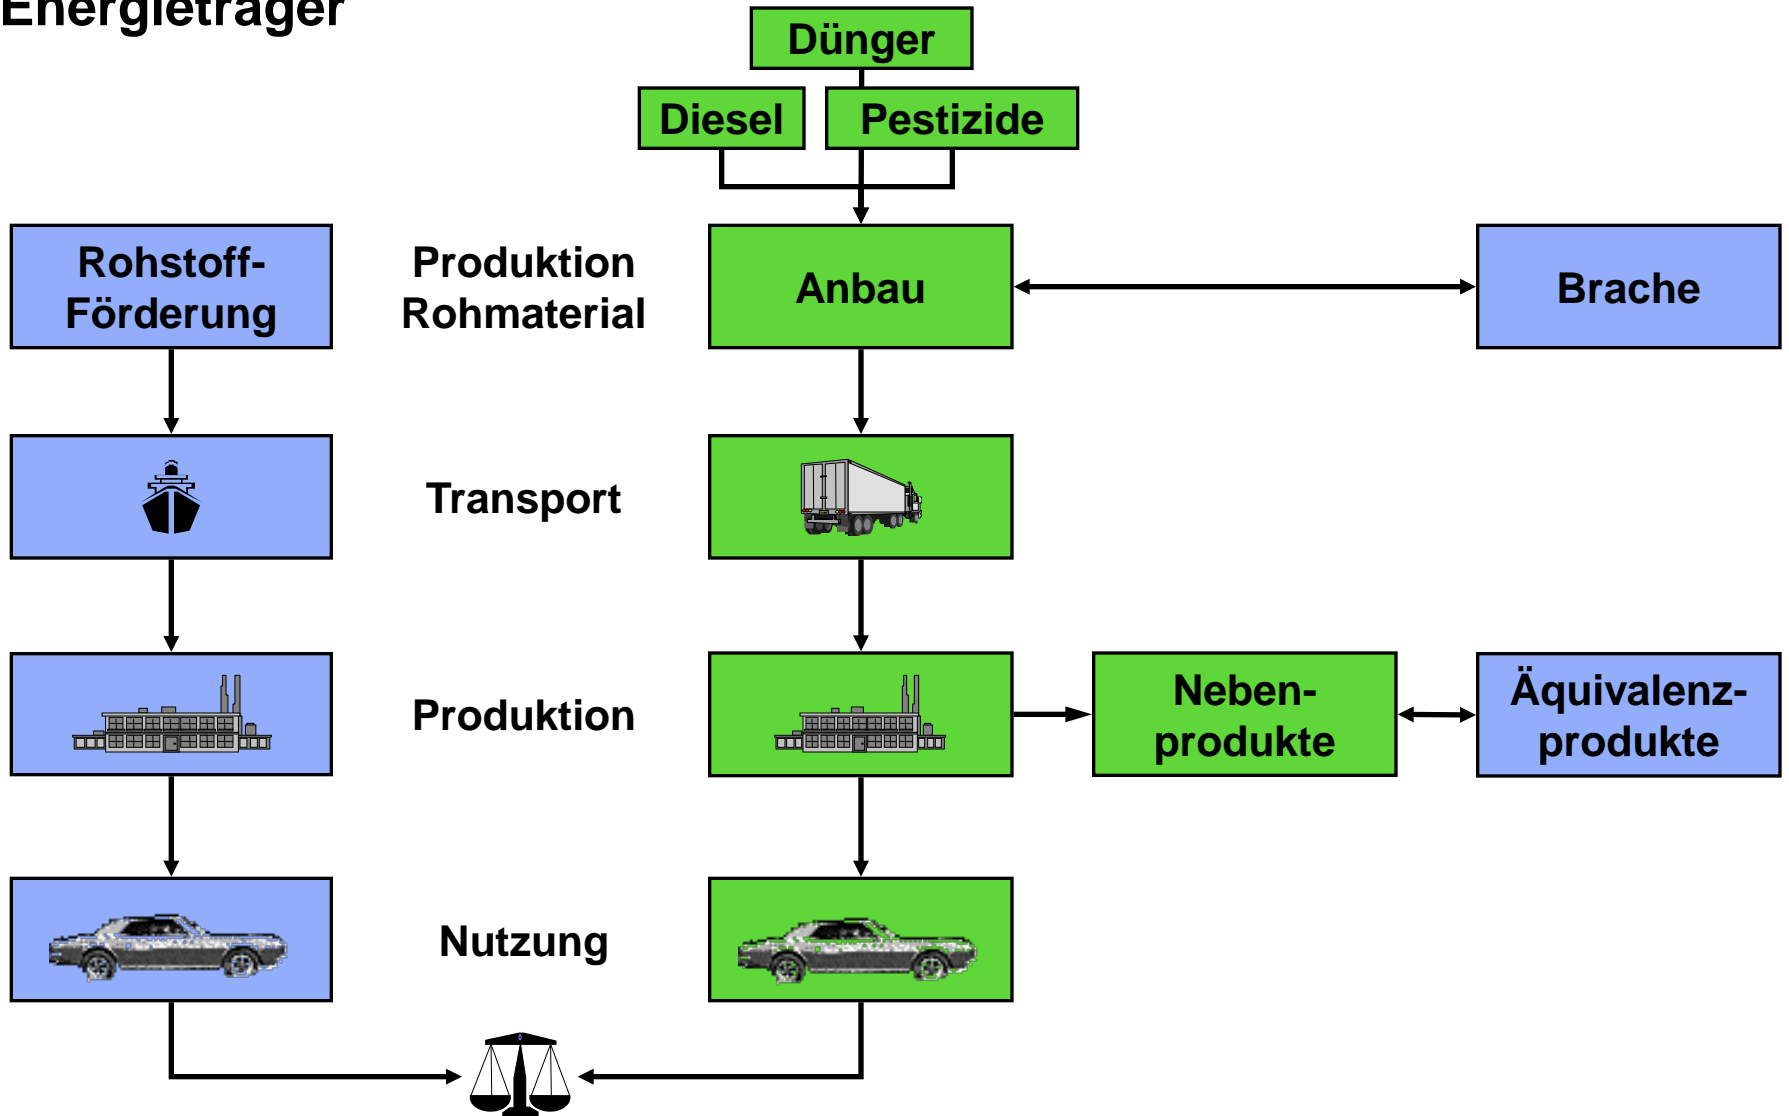 Energieträger
Dünger
Diesel
Pestizide
Rohstoff-
Förderung
Produktion
Rohmaterial
Anbau
Brache
Transport
Produktion
Neben-
produkte
Äquivalenz-
produkte
Nutzung